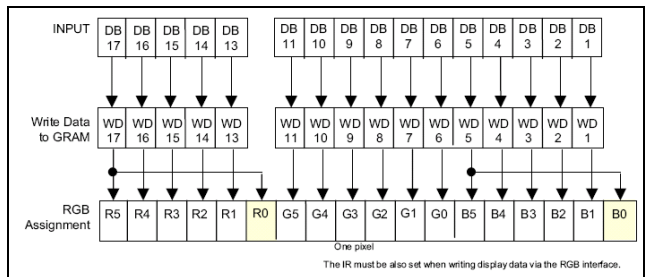 INPUT DB DB DB DB DB DB DB DB DB DB DB DB DB DB DB DB
17 16 15 14 13 11 10 9 8 7 6 5 4 3 2 1
Write Data WD WD WD WD WD WD WD WD WD WD WD WD WD WD WD WD
to GRAM 17 16 15 14 13 11 10 9 8 7 6 5 4 3 2 1
RGB
Assignment R5 R4 R3 R2 R1 R0 G5 G4 G3 G2 G1 G0 B5 B4 B3 B2 B1 B0
One pixel
The IR must be also set when writing display data via the RGB interface.